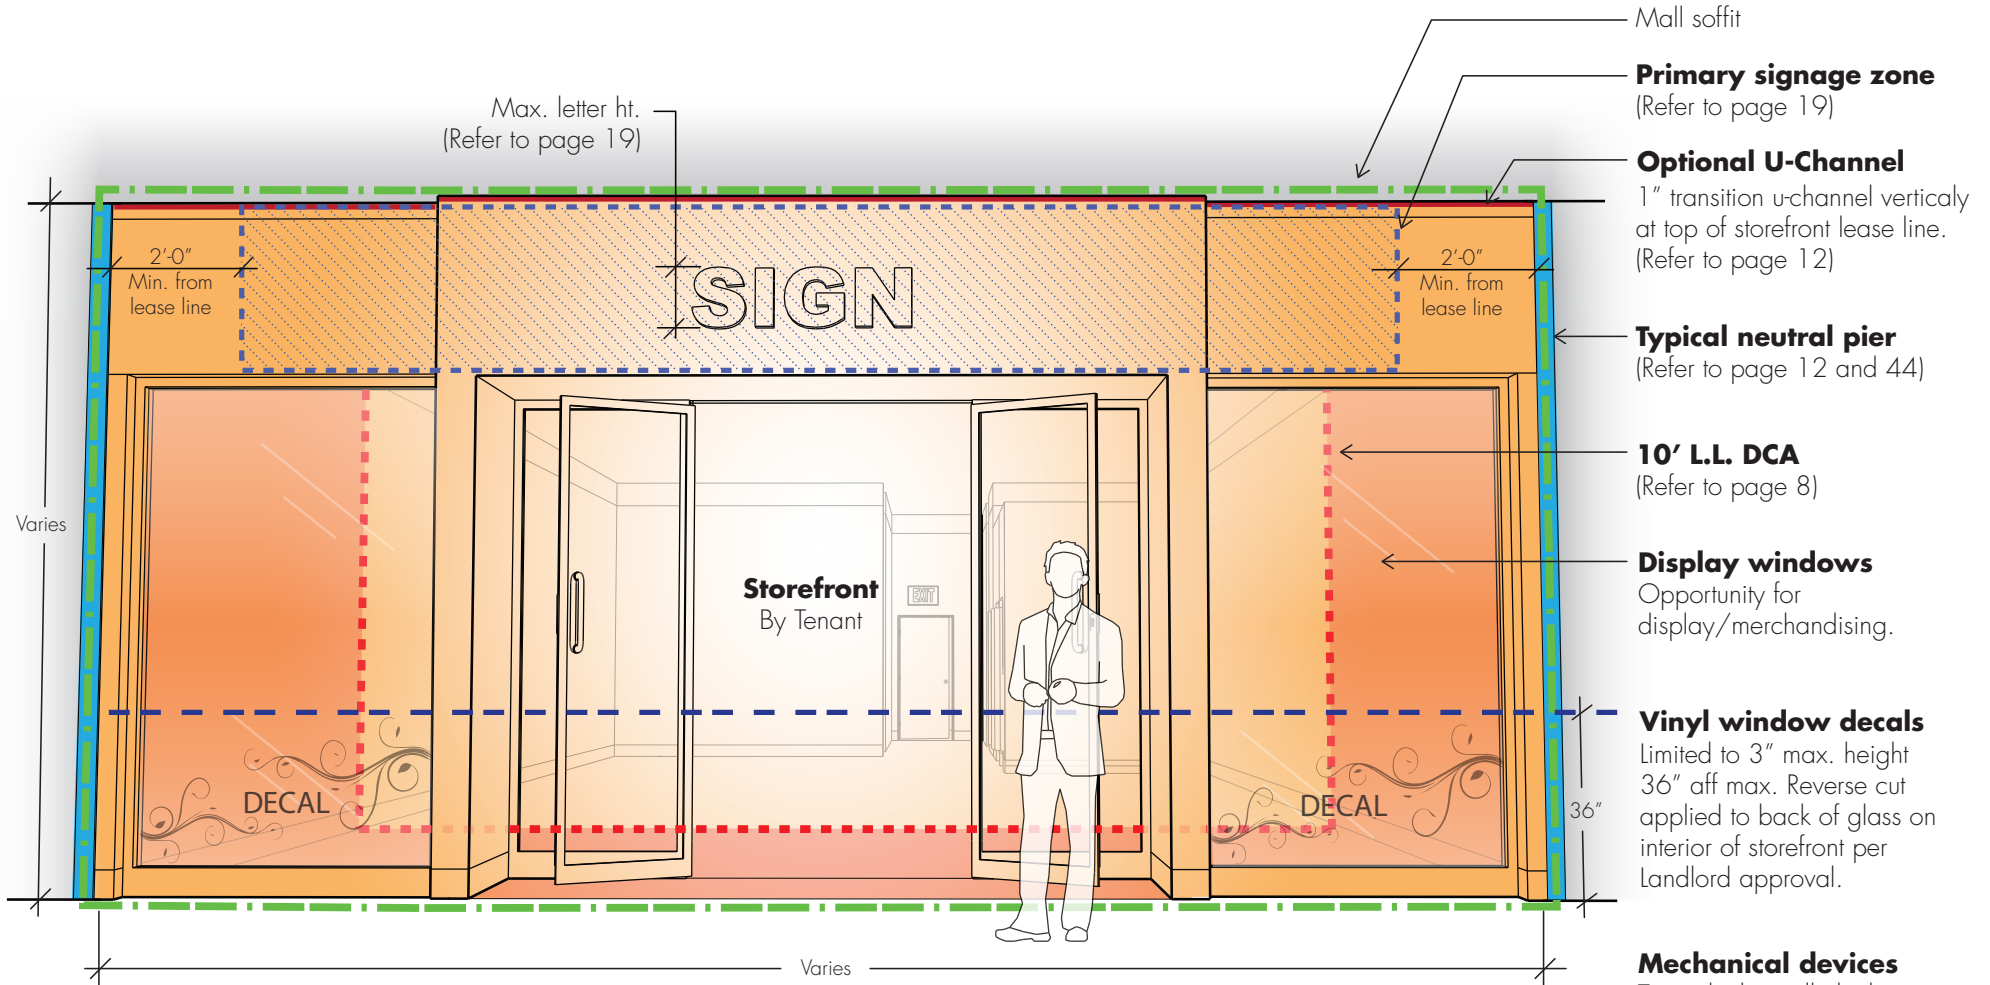 Mall soffit
Primary signage zone
(Refer to page 19)
Max. letter ht.
(Refer to page 19)
Optional U-Channel
1” transition u-channel verticaly
at top of storefront lease line.
(Refer to page 12)
2’-0”
Min. from
lease line
SIGN
2’-0”
Min. from
lease line
Typical neutral pier
(Refer to page 12 and 44)
10’ L.L. DCA
(Refer to page 8)
Varies
Display windows
Opportunity for
display/merchandising.
Storefront
By Tenant
EXIT
Vinyl window decals
Limited to 3” max. height
36” aff max. Reverse cut
applied to back of glass on
interior of storefront per
Landlord approval.
DECAL
DECAL
36”
Varies
Mechanical devices